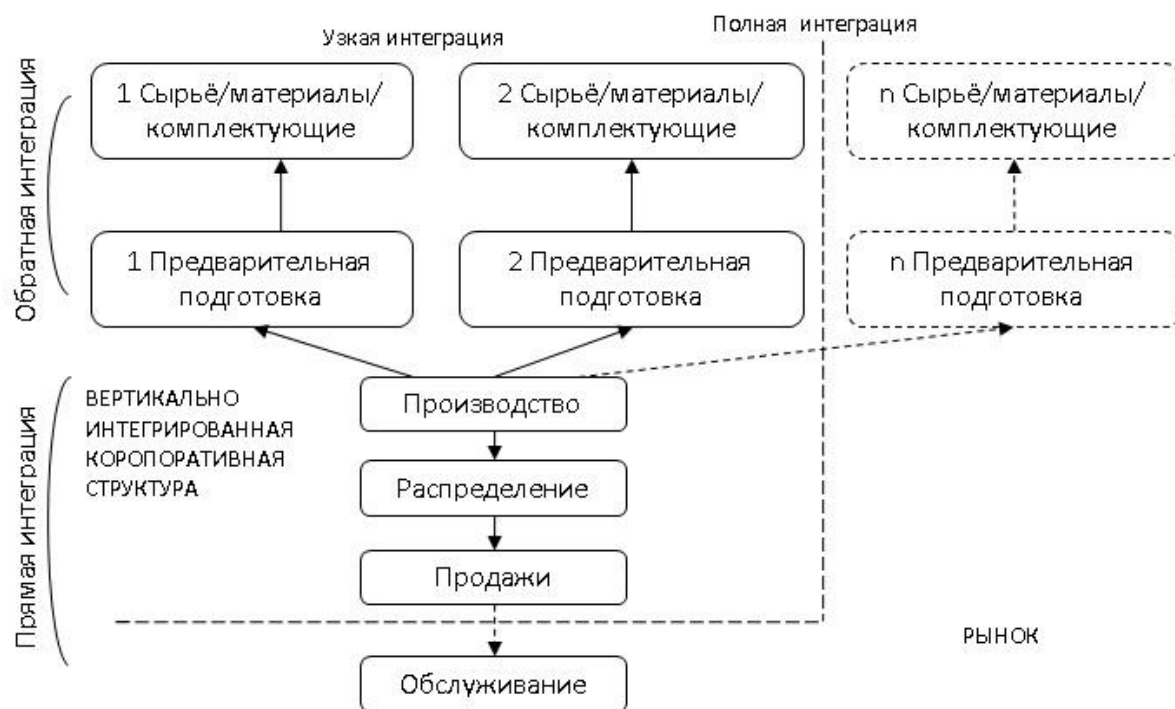 Узкая интеграция
Полная интеграция
Обратная интеграция
1 Сырьё/материалы/
комплектующие
2 Сырьё/материалы/
комплектующие
n Сырьё/материалы/
комплектующие
1 Предварительная
подготовка
2 Предварительная
подготовка
n Предварительная
подготовка
Прямая интеграция
ВЕРТИКАЛЬНО
ИНТЕГРИРОВАННАЯ
КОРОПОРАТИВНАЯ
СТРУКТУРА
Производство
Распределение
Продажи
Обслуживание
РЫНОК